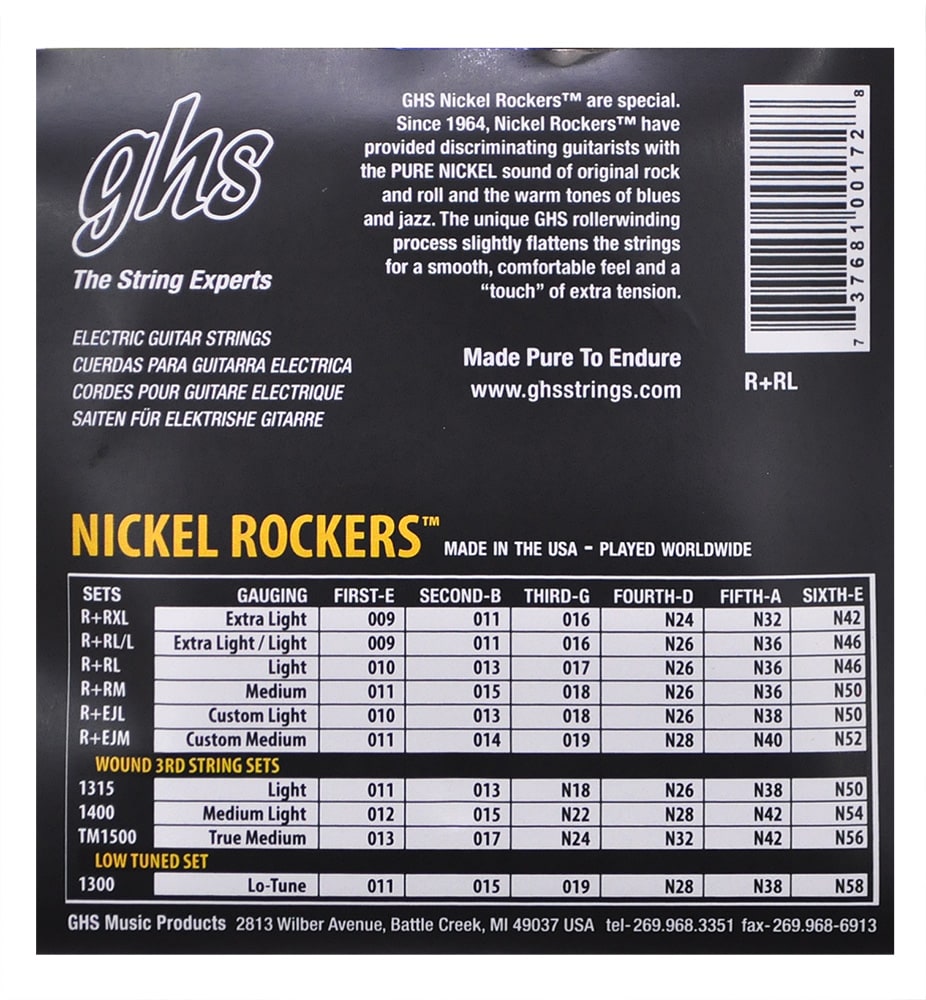 ghs
The String Experts
ELECTRIC GUITAR STRINGS
CUERDAS PARA GUITARRA ELECTRICA
CORDES POUR GUITARE ELECTRIQUE
SAITEN FÜR ELEKTRISHE GITARRE
GHS Nickel Rockers™ are special.
Since 1964, Nickel Rockers™ have
provided discriminating guitarists with
the PURE NICKEL sound of original rock
and roll and the warm tones of blues
and jazz. The unique GHS rollerwinding
process slightly flattens the strings
for a smooth, comfortable feel and a
“touch” of extra tension.
Made Pure To Endure
www.ghsstrings.com
7 37681 00172 8
R+RL
NICKEL ROCKERS™ MADE IN THE USA - PLAYED WORLDWIDE
SETS GAUGING FIRST-E SECOND-B THIRD-G FOURTH-D FIFTH-A SIXTH-E
R+RXL Extra Light 009 011 016 N24 N32 N42
R+RL/L Extra Light / Light 009 011 016 N26 N36 N46
R+RL Light 010 013 017 N26 N36 N46
R+RM Medium 011 015 018 N26 N36 N50
R+EJL Custom Light 010 013 018 N26 N38 N50
R+EJM Custom Medium 011 014 019 N28 N40 N52
WOUND 3RD STRING SETS
1315 Light 011 013 N18 N26 N38 N50
1400 Medium Light 012 015 N22 N28 N42 N54
TM1500 True Medium 013 017 N24 N32 N42 N56
LOW TUNED SET
1300 Lo-Tune 011 015 019 N28 N38 N58
GHS Music Products 2813 Wilber Avenue, Battle Creek, MI 49037 USA tel-269.968.3351 fax-269.968-6913